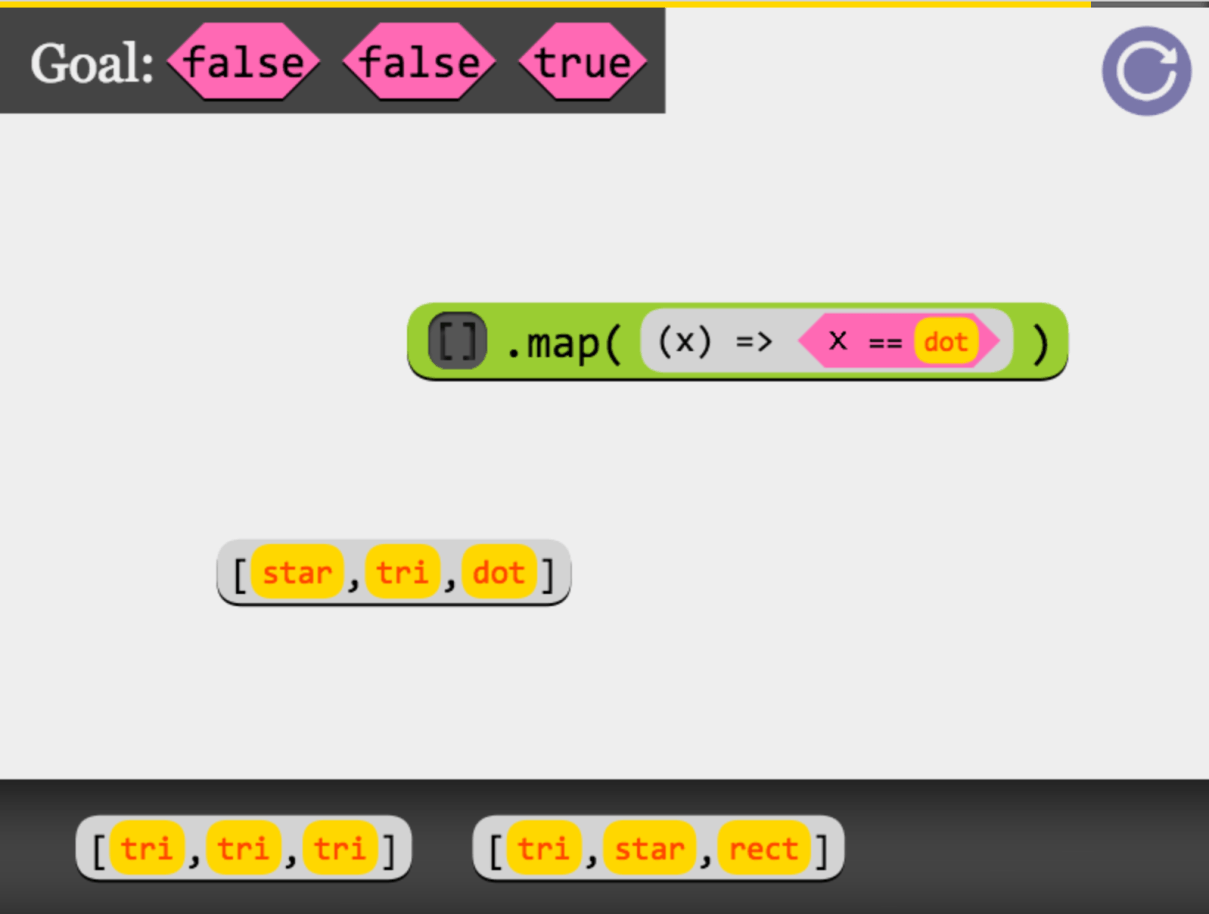 Goal: false false true
[] .map( (x) => x == dot )
[star, tri, dot]
[tri, tri, tri] [tri, star, rect]